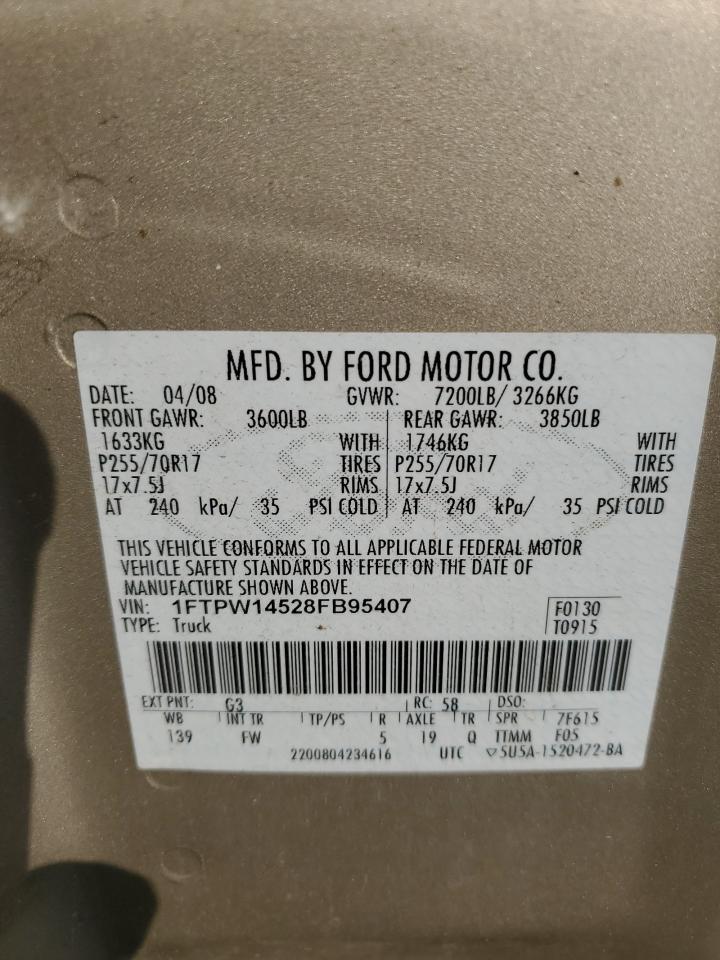 MFD. BY FORD MOTOR CO.
DATE: 04/08 GVWR: 7200LB/ 3266KG
FRONT GAWR: 3600LB REAR GAWR: 3850LB
1633KG WITH 1746KG WITH
P255/70R17 TIRES P255/70R17 TIRES
17x7.5J RIMS 17x7.5J RIMS
AT 240 kPa/ 35 PSI COLD AT 240 kPa/ 35 PSI COLD
THIS VEHICLE CONFORMS TO ALL APPLICABLE FEDERAL MOTOR
VEHICLE SAFETY STANDARDS IN EFFECT ON THE DATE OF
MANUFACTURE SHOWN ABOVE.
VIN: 1FTPW14528FB95407 F0130
TYPE: Truck T0915
EXT PNT: G3 RC: 58 DSO:
WB INT TR TP/PS R AXLE TR SPR 7F615
139 FW 5 19 Q TTMM F05
2200804234616 UTC ▽5U5A-1520472-BA